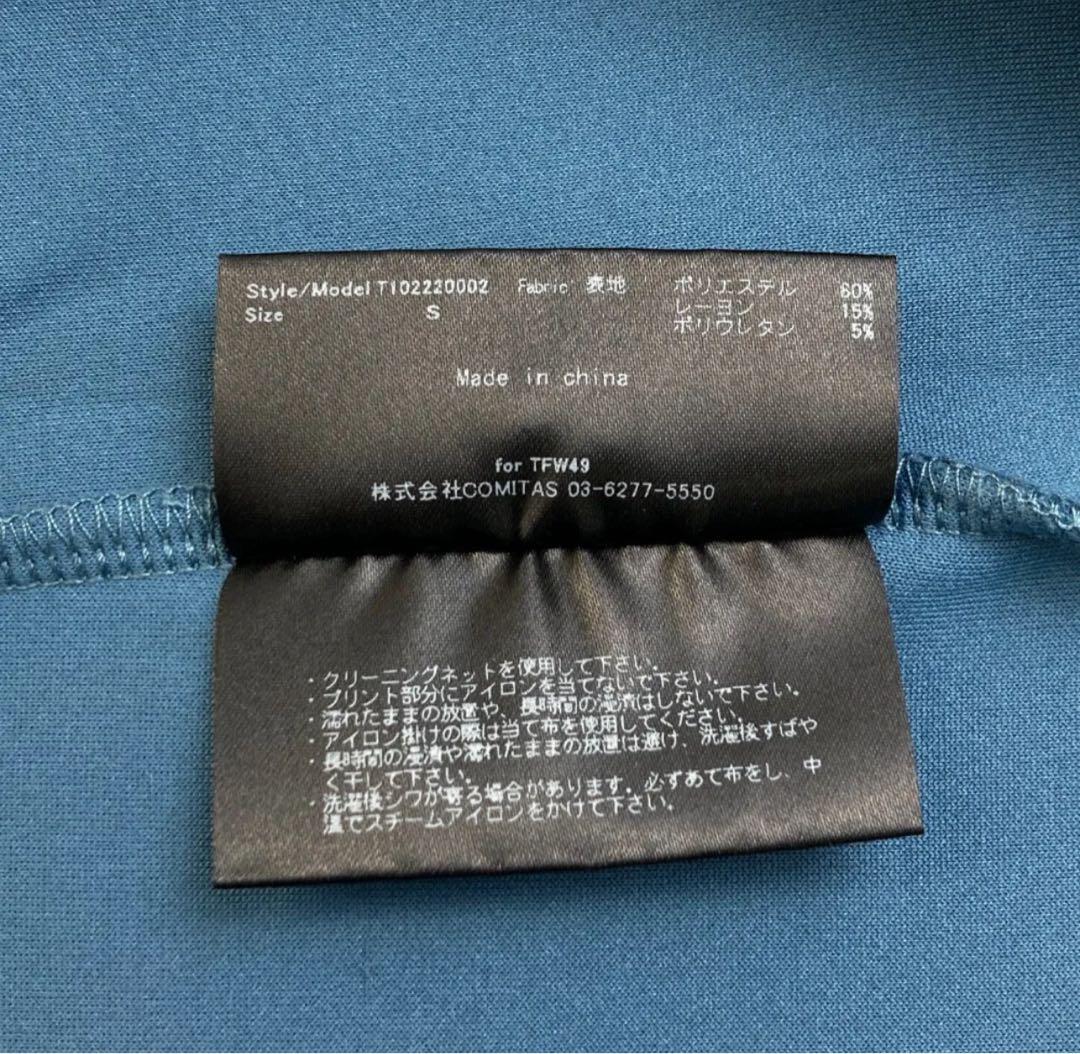 Style/Model T102220002 Fabric 表地 ポリエステル 80%
Size S レーヨン 15%
ポリウレタン 5%
Made in china
for TFW49
株式会社COMITAS 03-6277-5550
・クリーニングネットを使用して下さい。
・プリント部分にアイロンを当てないで下さい。
・濡れたままの放置や、長時間の浸漬はしないで下さい。
・アイロン掛けの際は当て布を使用してください。
・長時間の浸漬や濡れたままの放置は避け、洗濯後すばや
く干して下さい。
・洗濯後シワが寄る場合があります。必ずあて布をし、中
温でスチームアイロンをかけて下さい。